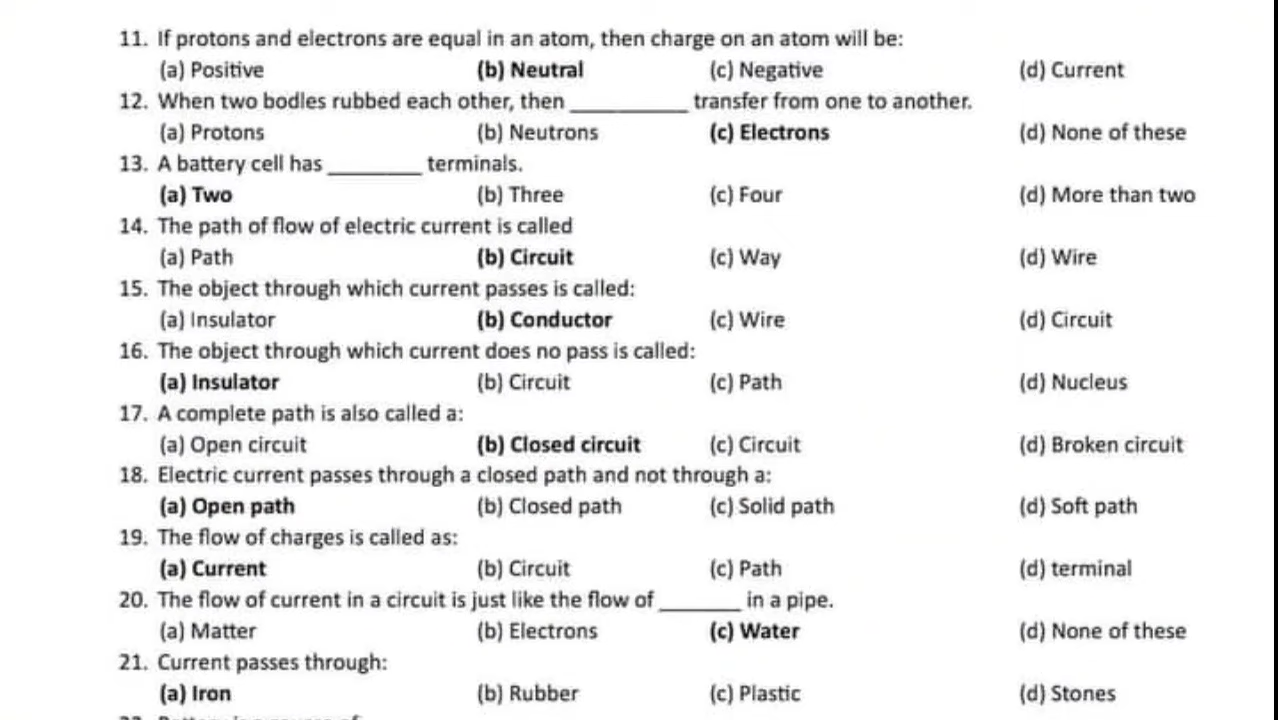 11. If protons and electrons are equal in an atom, then charge on an atom will be:
(a) Positive (b) Neutral (c) Negative (d) Current
12. When two bodles rubbed each other, then __________ transfer from one to another.
(a) Protons (b) Neutrons (c) Electrons (d) None of these
13. A battery cell has ________ terminals.
(a) Two (b) Three (c) Four (d) More than two
14. The path of flow of electric current is called
(a) Path (b) Circuit (c) Way (d) Wire
15. The object through which current passes is called:
(a) Insulator (b) Conductor (c) Wire (d) Circuit
16. The object through which current does no pass is called:
(a) Insulator (b) Circuit (c) Path (d) Nucleus
17. A complete path is also called a:
(a) Open circuit (b) Closed circuit (c) Circuit (d) Broken circuit
18. Electric current passes through a closed path and not through a:
(a) Open path (b) Closed path (c) Solid path (d) Soft path
19. The flow of charges is called as:
(a) Current (b) Circuit (c) Path (d) terminal
20. The flow of current in a circuit is just like the flow of _______ in a pipe.
(a) Matter (b) Electrons (c) Water (d) None of these
21. Current passes through:
(a) Iron (b) Rubber (c) Plastic (d) Stones